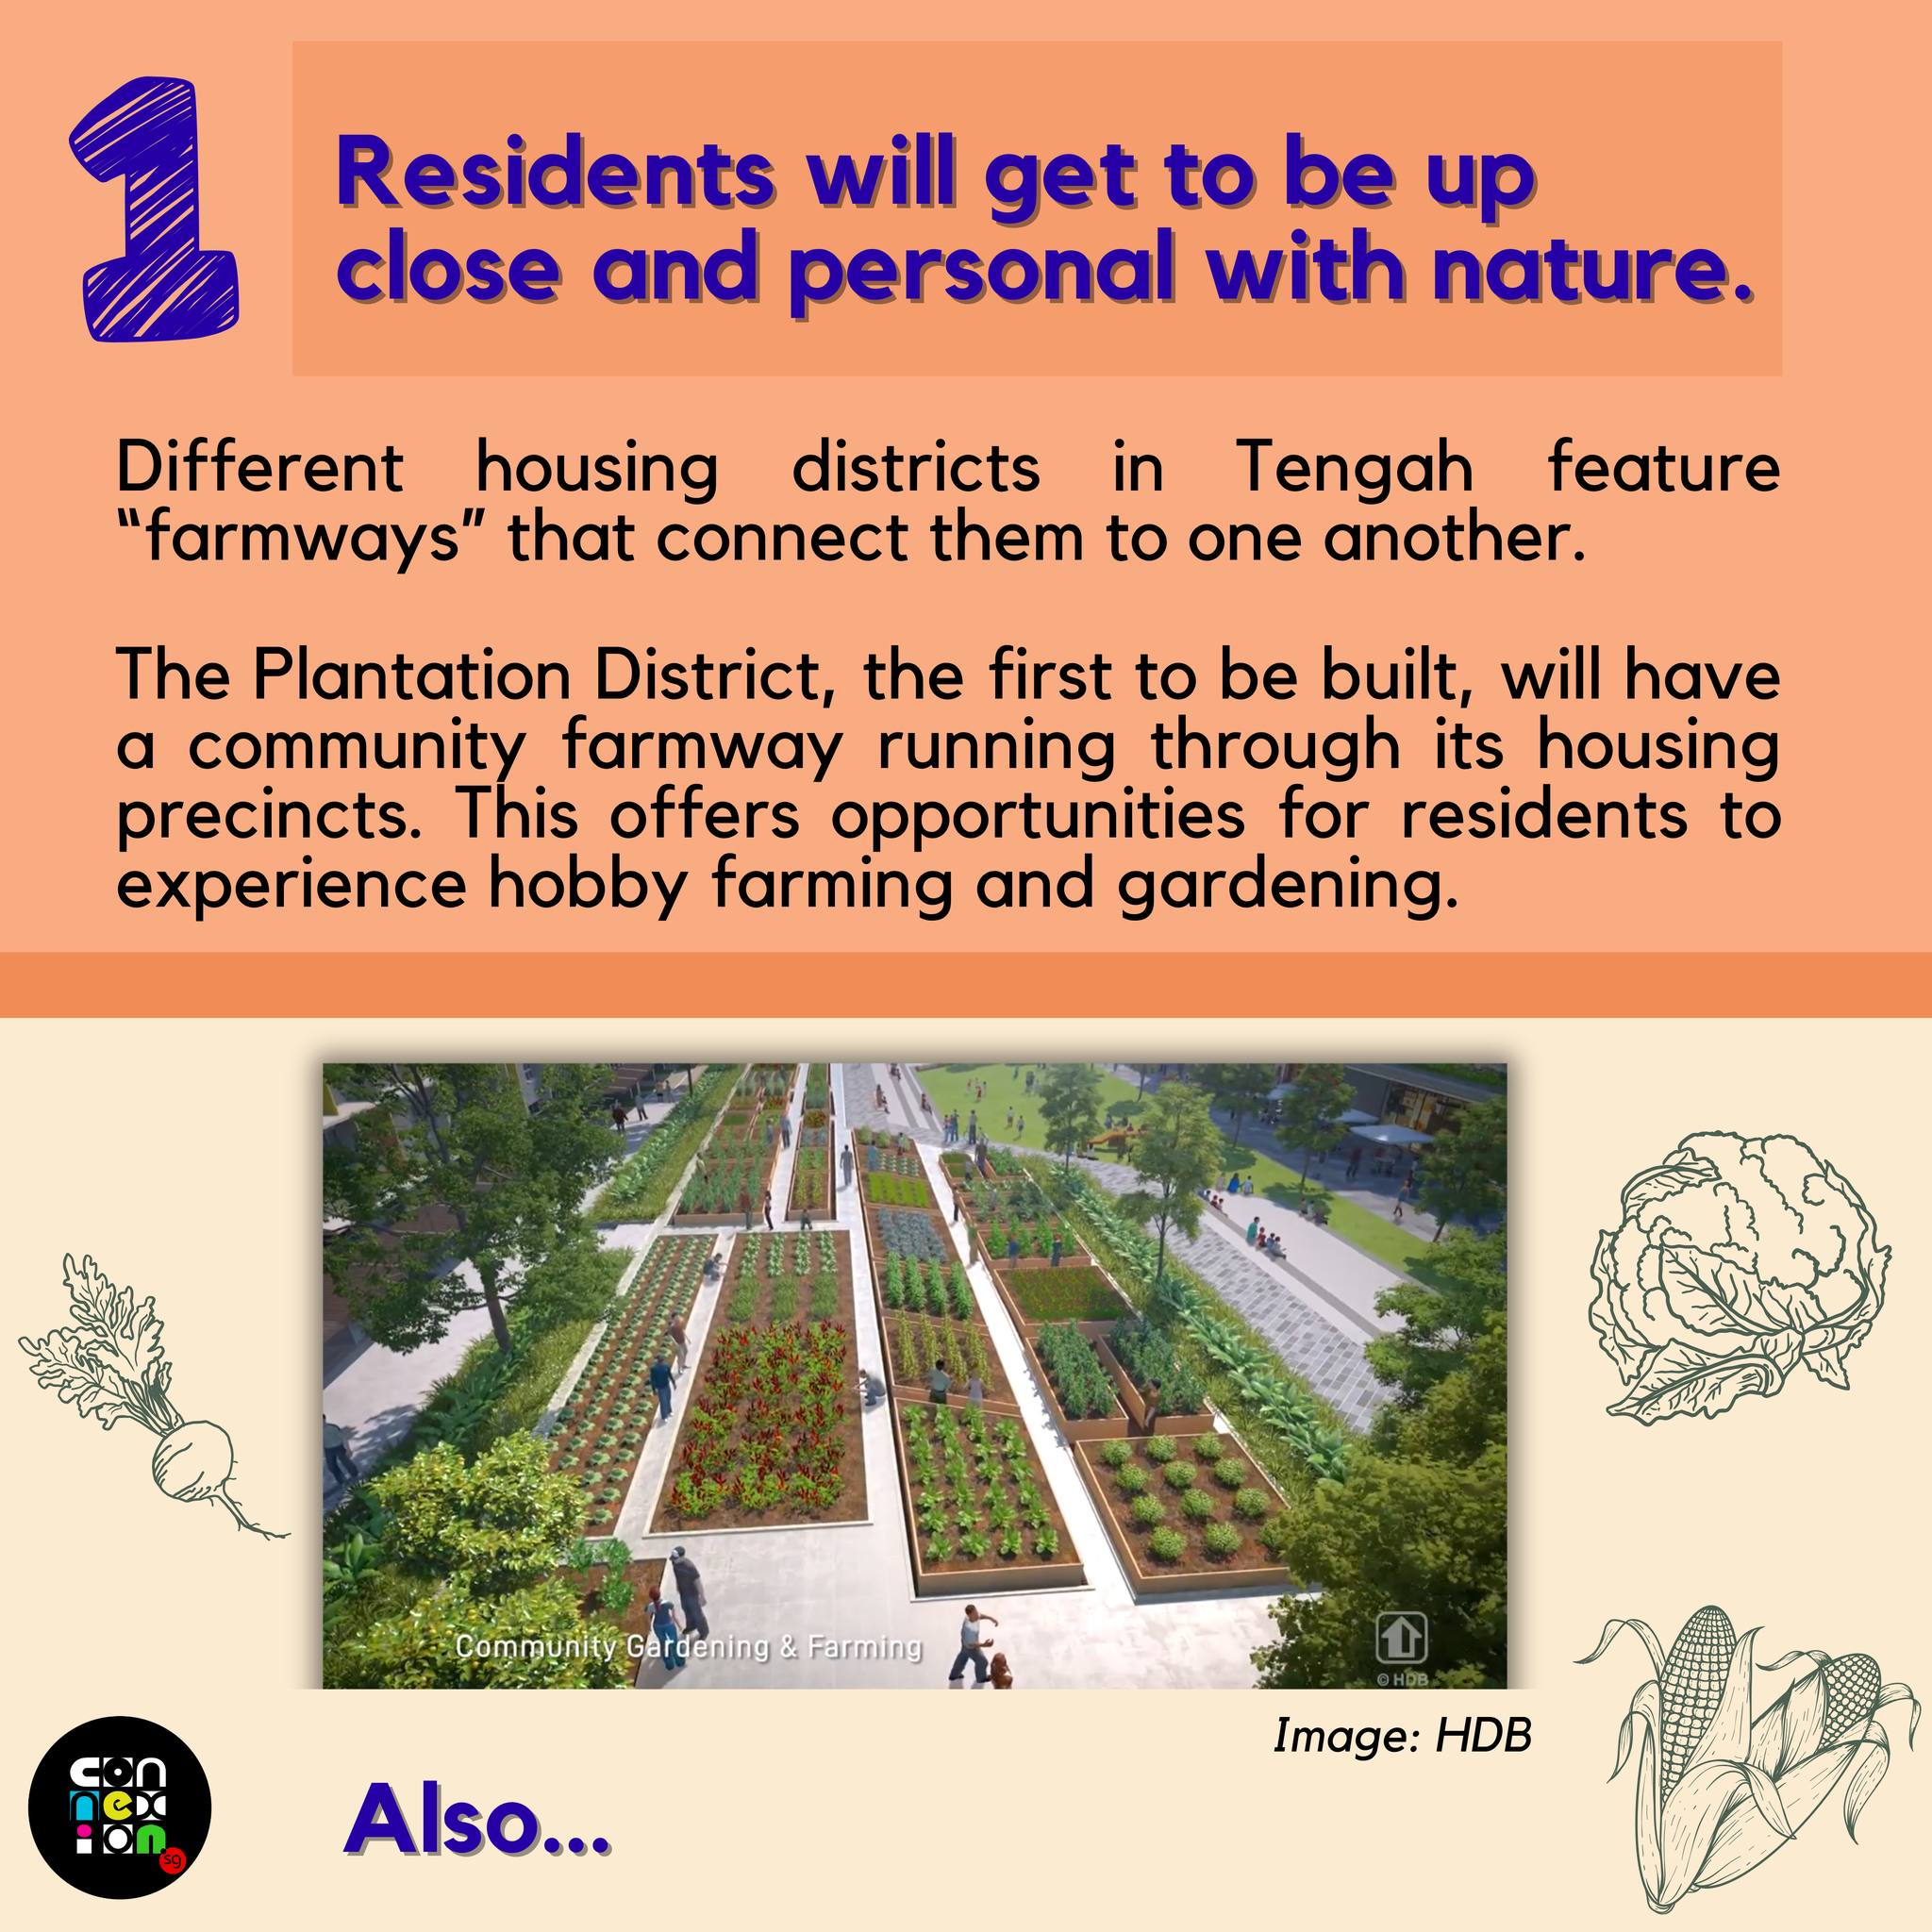 1
Residents will get to be up
close and personal with nature.
Different housing districts in Tengah feature
“farmways” that connect them to one another.
The Plantation District, the first to be built, will have
a community farmway running through its housing
precincts. This offers opportunities for residents to
experience hobby farming and gardening.
Community Gardening & Farming
© HDB
Image: HDB
con
nex
ion
sg
Also...